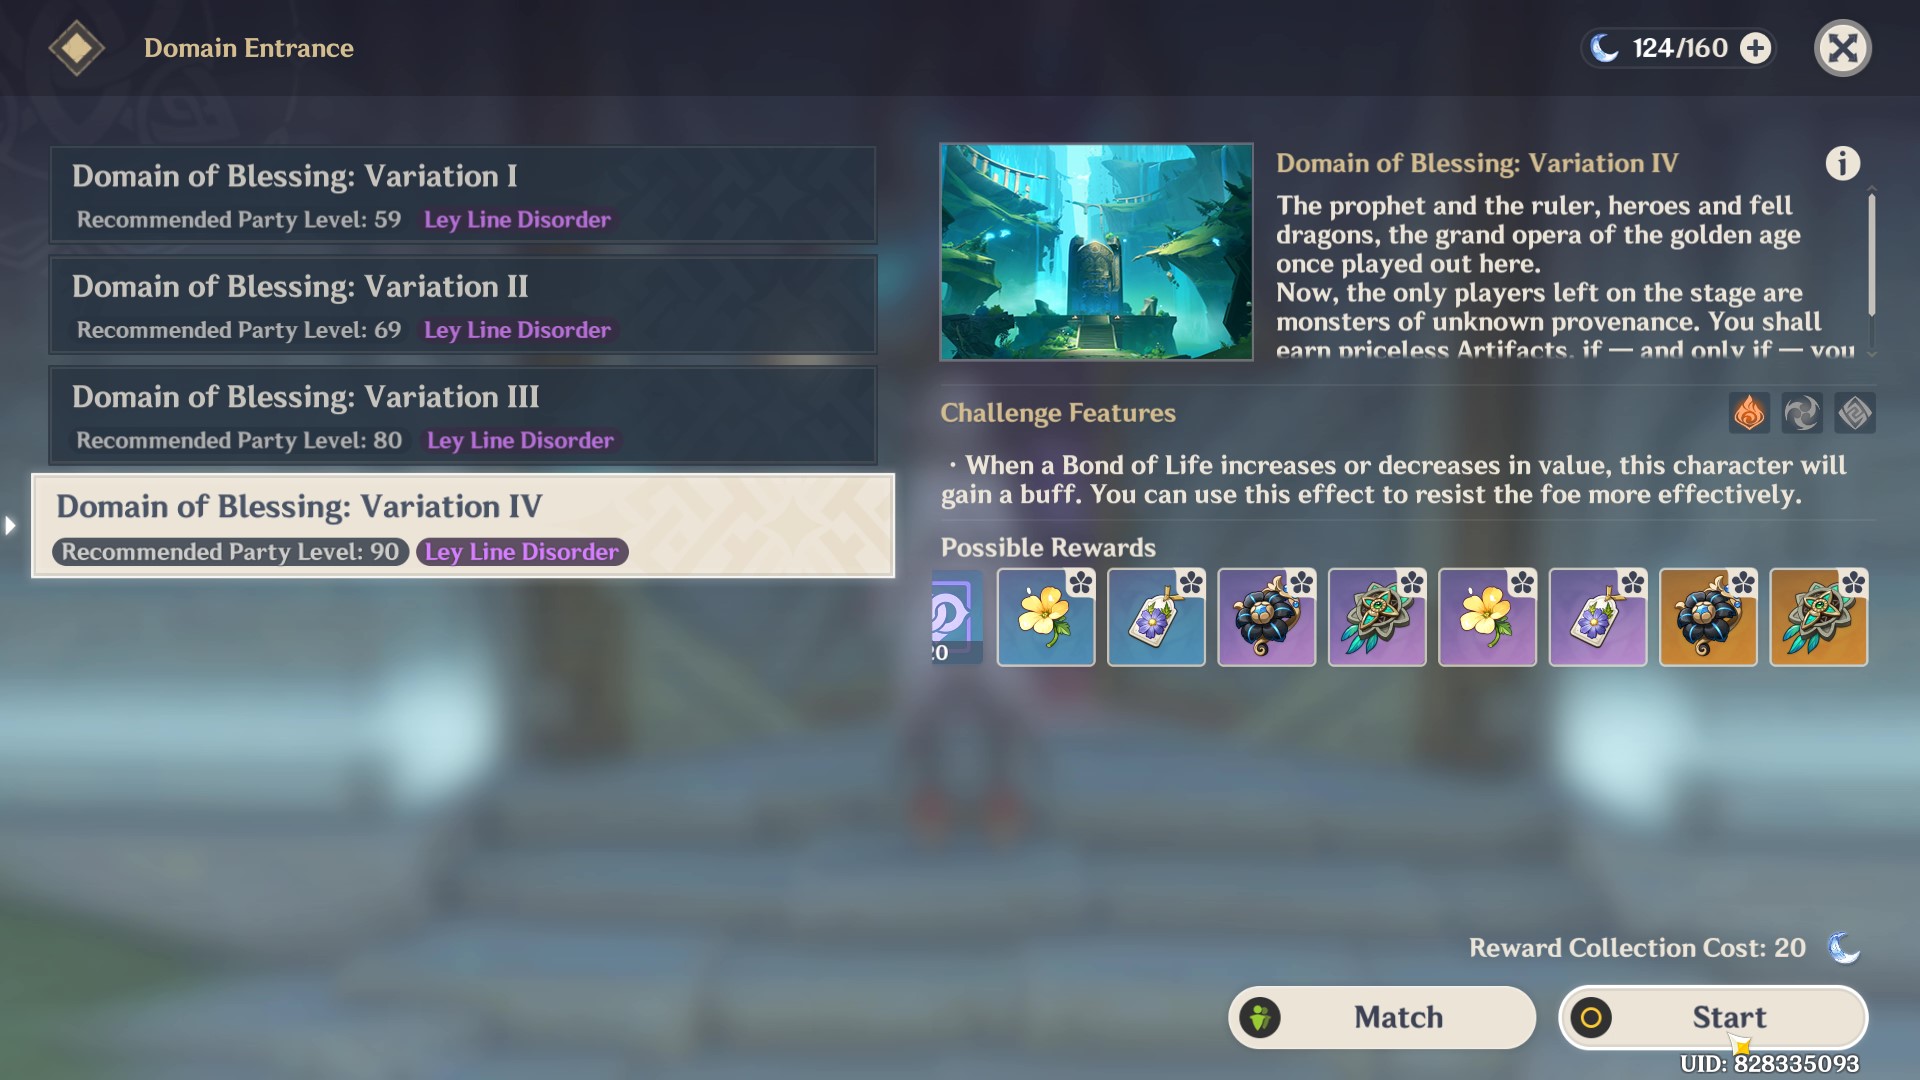 Domain Entrance
124/160
Domain of Blessing: Variation I
Recommended Party Level: 59 Ley Line Disorder
Domain of Blessing: Variation II
Recommended Party Level: 69 Ley Line Disorder
Domain of Blessing: Variation III
Recommended Party Level: 80 Ley Line Disorder
Domain of Blessing: Variation IV
Recommended Party Level: 90 Ley Line Disorder
Domain of Blessing: Variation IV
The prophet and the ruler, heroes and fell
dragons, the grand opera of the golden age
once played out here.
Now, the only players left on the stage are
monsters of unknown provenance. You shall
earn priceless Artifacts, if — and only if — you
Challenge Features
· When a Bond of Life increases or decreases in value, this character will
gain a buff. You can use this effect to resist the foe more effectively.
Possible Rewards
20
Reward Collection Cost: 20
Match
Start
UID: 828335093